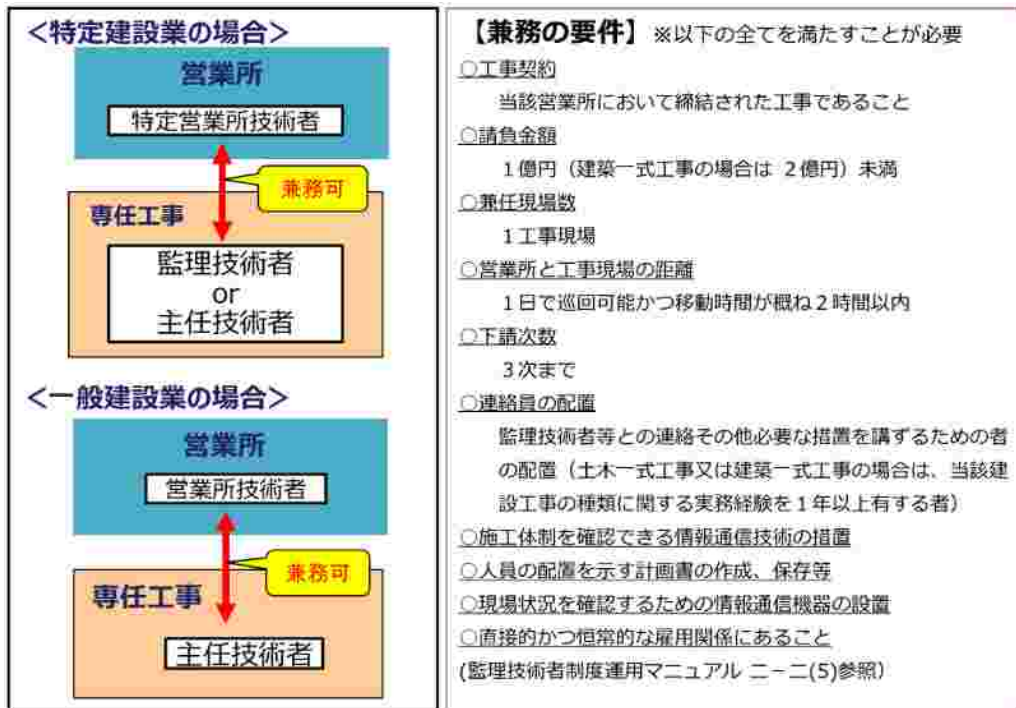 ＜特定建設業の場合＞
営業所
特定営業所技術者
兼務可
専任工事
監理技術者
or
主任技術者
＜一般建設業の場合＞
営業所
営業所技術者
兼務可
専任工事
主任技術者
【兼務の要件】 ※以下の全てを満たすことが必要
○工事契約
当該営業所において締結された工事であること
○請負金額
１億円（建築一式工事の場合は ２億円）未満
○兼任現場数
１工事現場
○営業所と工事現場の距離
１日で巡回可能かつ移動時間が概ね２時間以内
○下請次数
３次まで
○連絡員の配置
監理技術者等との連絡その他必要な措置を講ずるための者
の配置（土木一式工事又は建築一式工事の場合は、当該建
設工事の種類に関する実務経験を１年以上有する者）
○施工体制を確認できる情報通信技術の措置
○人員の配置を示す計画書の作成、保存等
○現場状況を確認するための情報通信機器の設置
○直接的かつ恒常的な雇用関係にあること
(監理技術者制度運用マニュアル 二－二(5)参照）